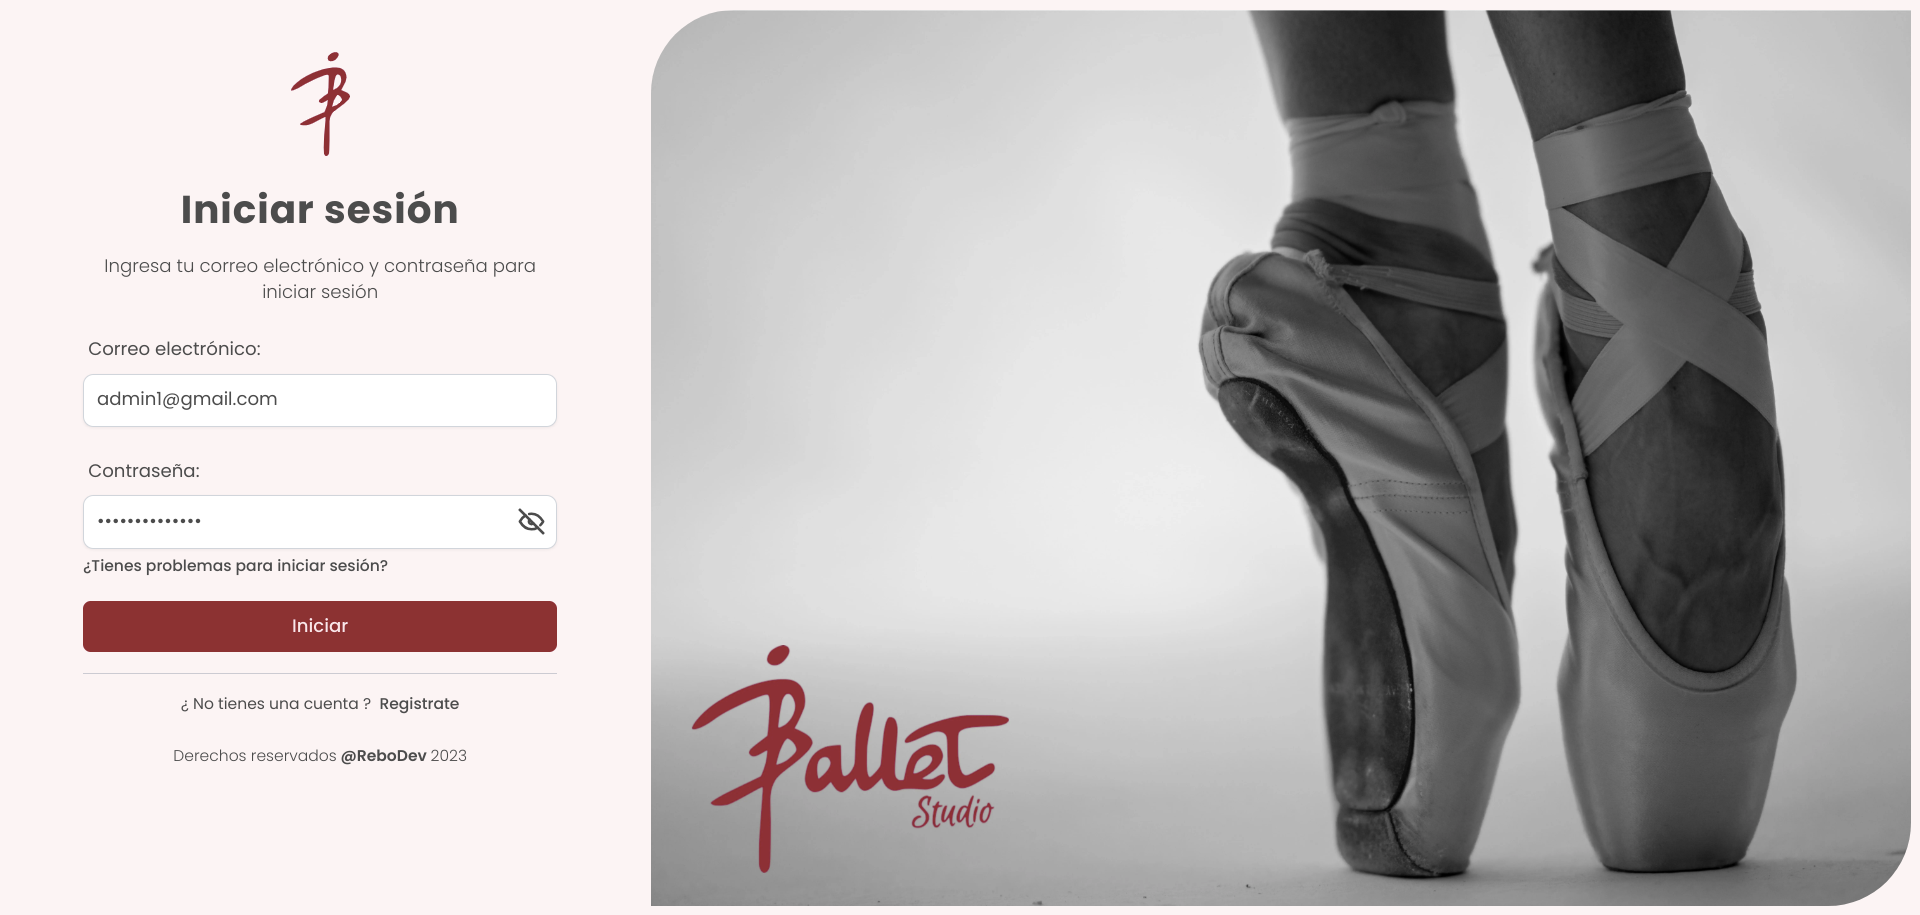 Iniciar sesión
Ingresa tu correo electrónico y contraseña para
iniciar sesión
Correo electrónico:
admin1@gmail.com
Contraseña:
••••••••••••••
¿Tienes problemas para iniciar sesión?
Iniciar
¿ No tienes una cuenta ? Registrate
Derechos reservados @ReboDev 2023
Ballet
Studio